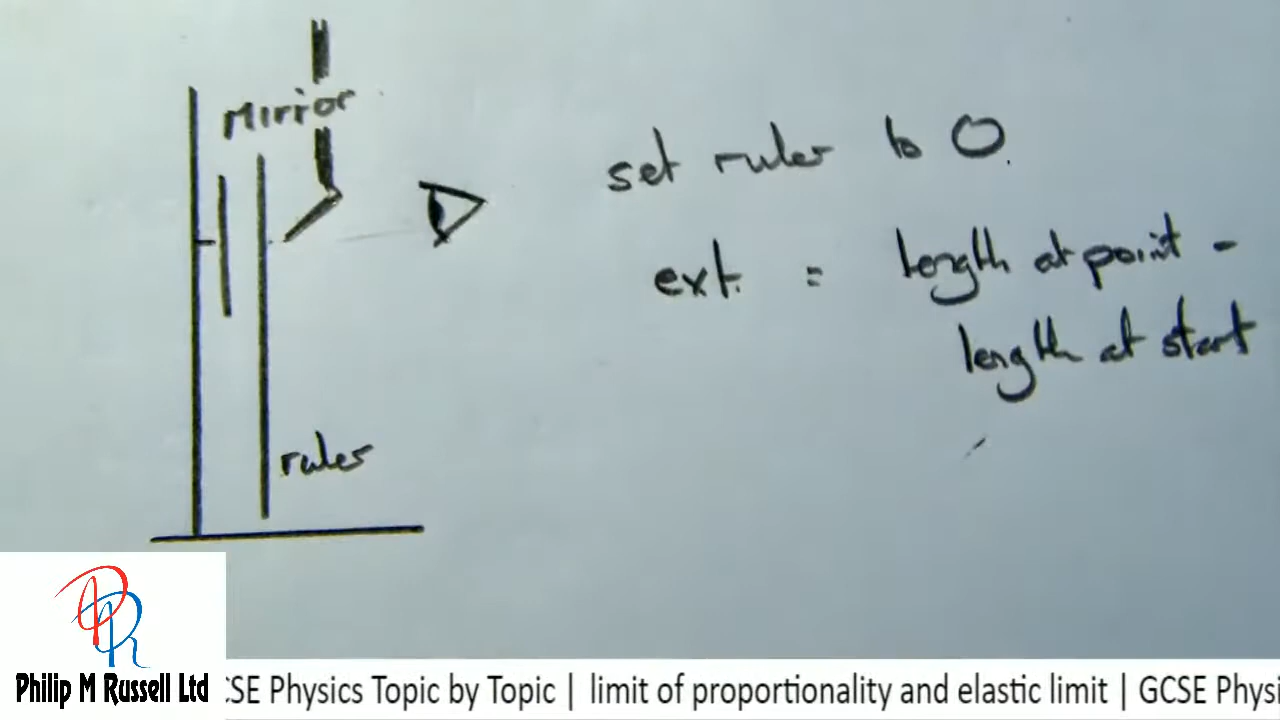 Mirror
set ruler to 0.
ext. = length at point -
length at start
ruler
Philip M Russell Ltd
CSE Physics Topic by Topic | limit of proportionality and elastic limit | GCSE Physi